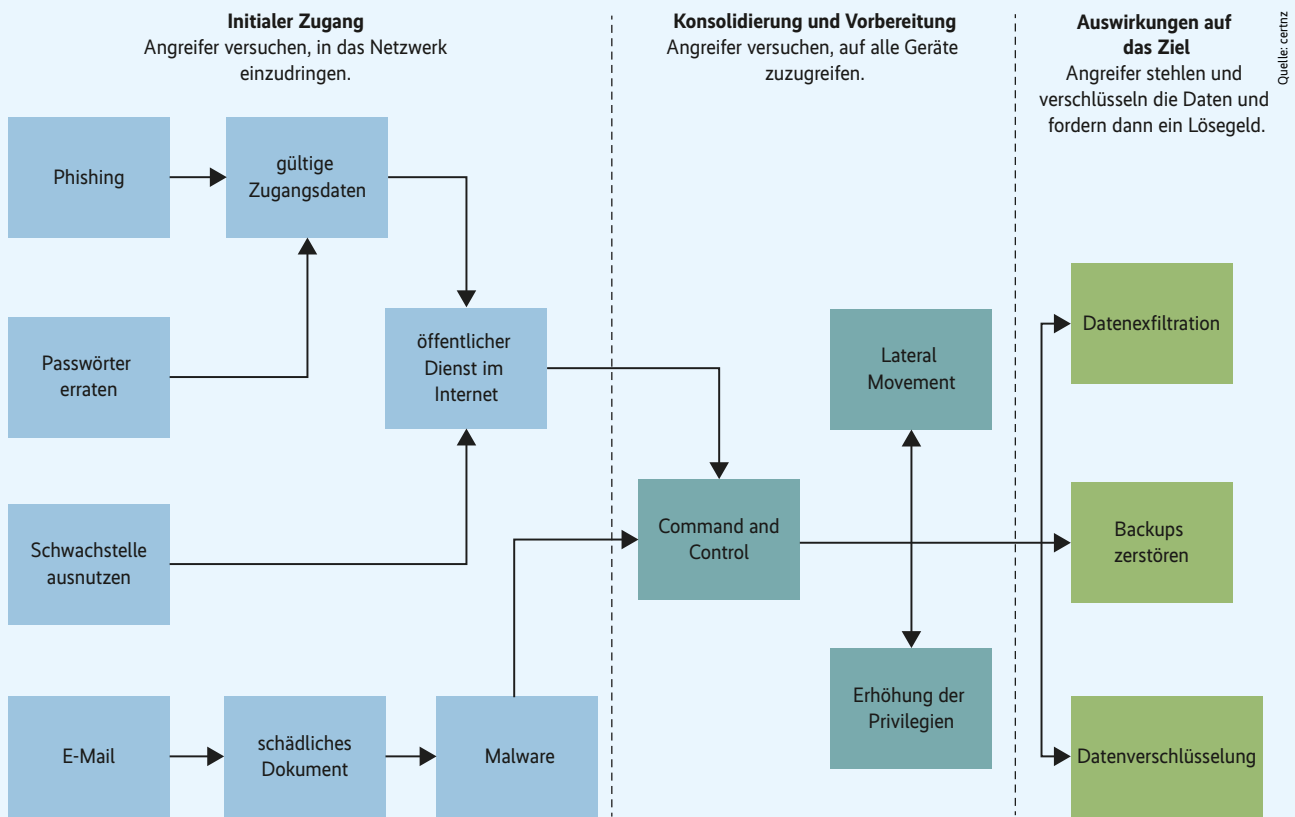 Initialer Zugang
Angreifer versuchen, in das Netzwerk
einzudringen.
Konsolidierung und Vorbereitung
Angreifer versuchen, auf alle Geräte
zuzugreifen.
Auswirkungen auf
das Ziel
Angreifer stehlen und
verschlüsseln die Daten und
fordern dann ein Lösegeld.
Quelle: certnz
Phishing
gültige
Zugangsdaten
Passwörter
erraten
öffentlicher
Dienst im
Internet
Schwachstelle
ausnutzen
E-Mail
schädliches
Dokument
Malware
Command and
Control
Lateral
Movement
Erhöhung der
Privilegien
Datenexfiltration
Backups
zerstören
Datenverschlüsselung